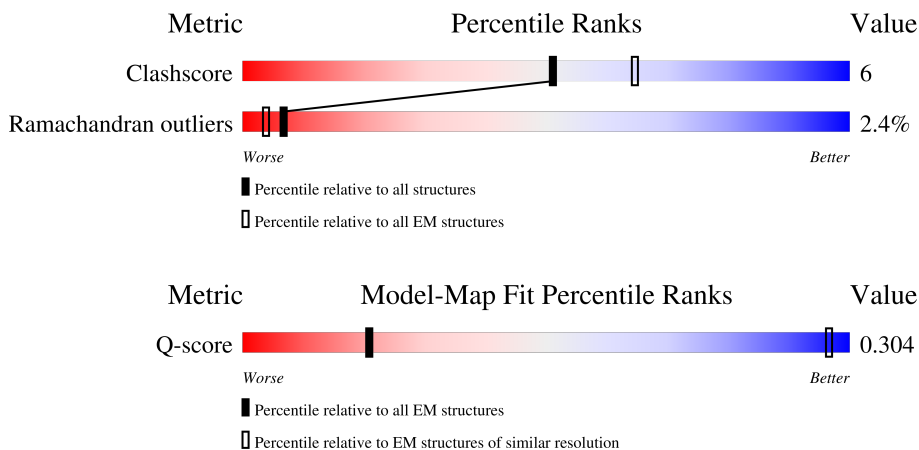 Metric Percentile Ranks Value
Clashscore 6
Ramachandran outliers 2.4%
Worse Better
Percentile relative to all structures
Percentile relative to all EM structures
Metric Model-Map Fit Percentile Ranks Value
Q-score 0.304
Worse Better
Percentile relative to all EM structures
Percentile relative to EM structures of similar resolution